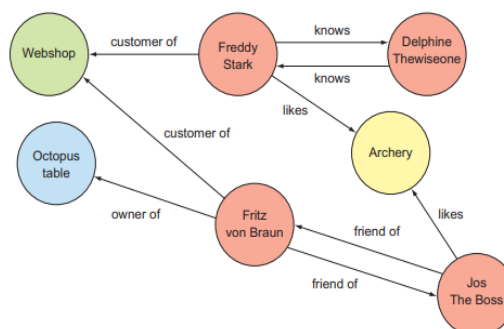 Webshop
customer of
Freddy
Stark
knows
knows
Delphine
Thewiseone
likes
customer of
Archery
Octopus
table
owner of
Fritz
von Braun
friend of
friend of
likes
Jos
The Boss